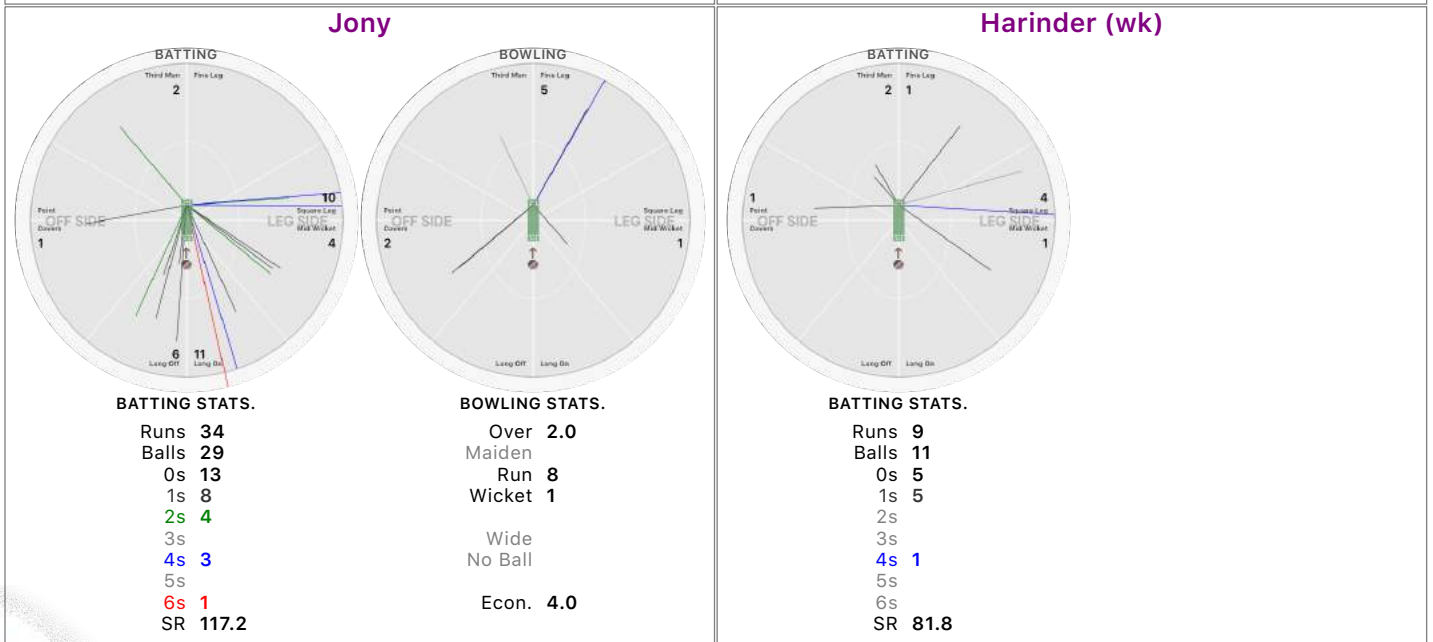 Jony
BATTING
Third Man Fine Leg
2
10
Point
OFF SIDE
Square Leg
LEG SIDE
Covers
Mid Wicket
1
4
6 11
Long Off Long On
BATTING STATS.
Runs 34
Balls 29
0s 13
1s 8
2s 4
3s
4s 3
5s
6s 1
SR 117.2
BOWLING
Third Man Fine Leg
5
Point
OFF SIDE
Square Leg
LEG SIDE
Covers
Mid Wicket
2
1
Long Off Long On
BOWLING STATS.
Over 2.0
Maiden
Run 8
Wicket 1
Wide
No Ball
Econ. 4.0
Harinder (wk)
BATTING
Third Man Fine Leg
2 1
1
4
Point
OFF SIDE
Square Leg
LEG SIDE
Covers
Mid Wicket
1
Long Off Long On
BATTING STATS.
Runs 9
Balls 11
0s 5
1s 5
2s
3s
4s 1
5s
6s
SR 81.8